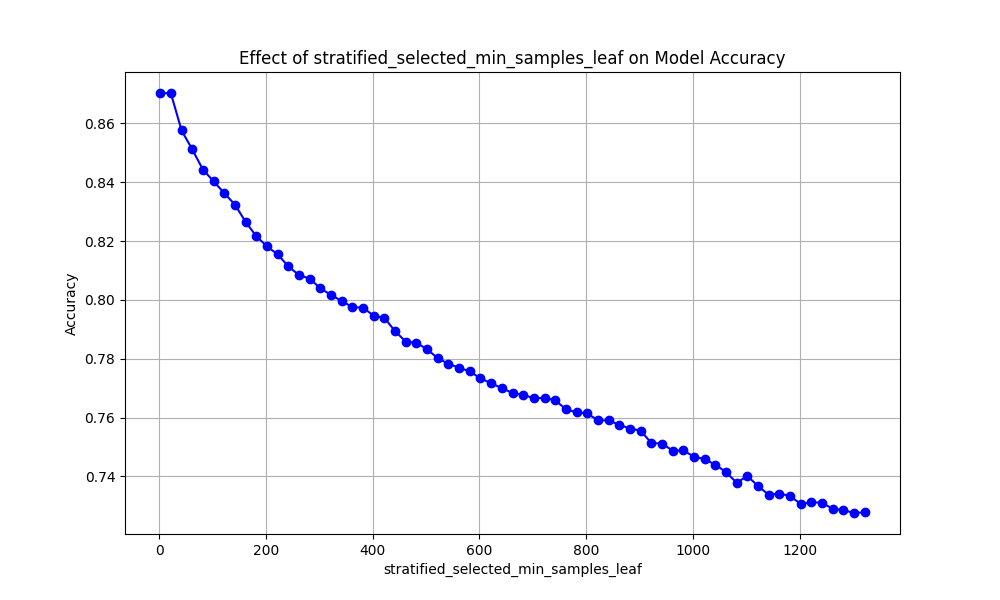 Effect of stratified_selected_min_samples_leaf on Model Accuracy
0.86
0.84
0.82
0.80
0.78
0.76
0.74
Accuracy
0 200 400 600 800 1000 1200
stratified_selected_min_samples_leaf